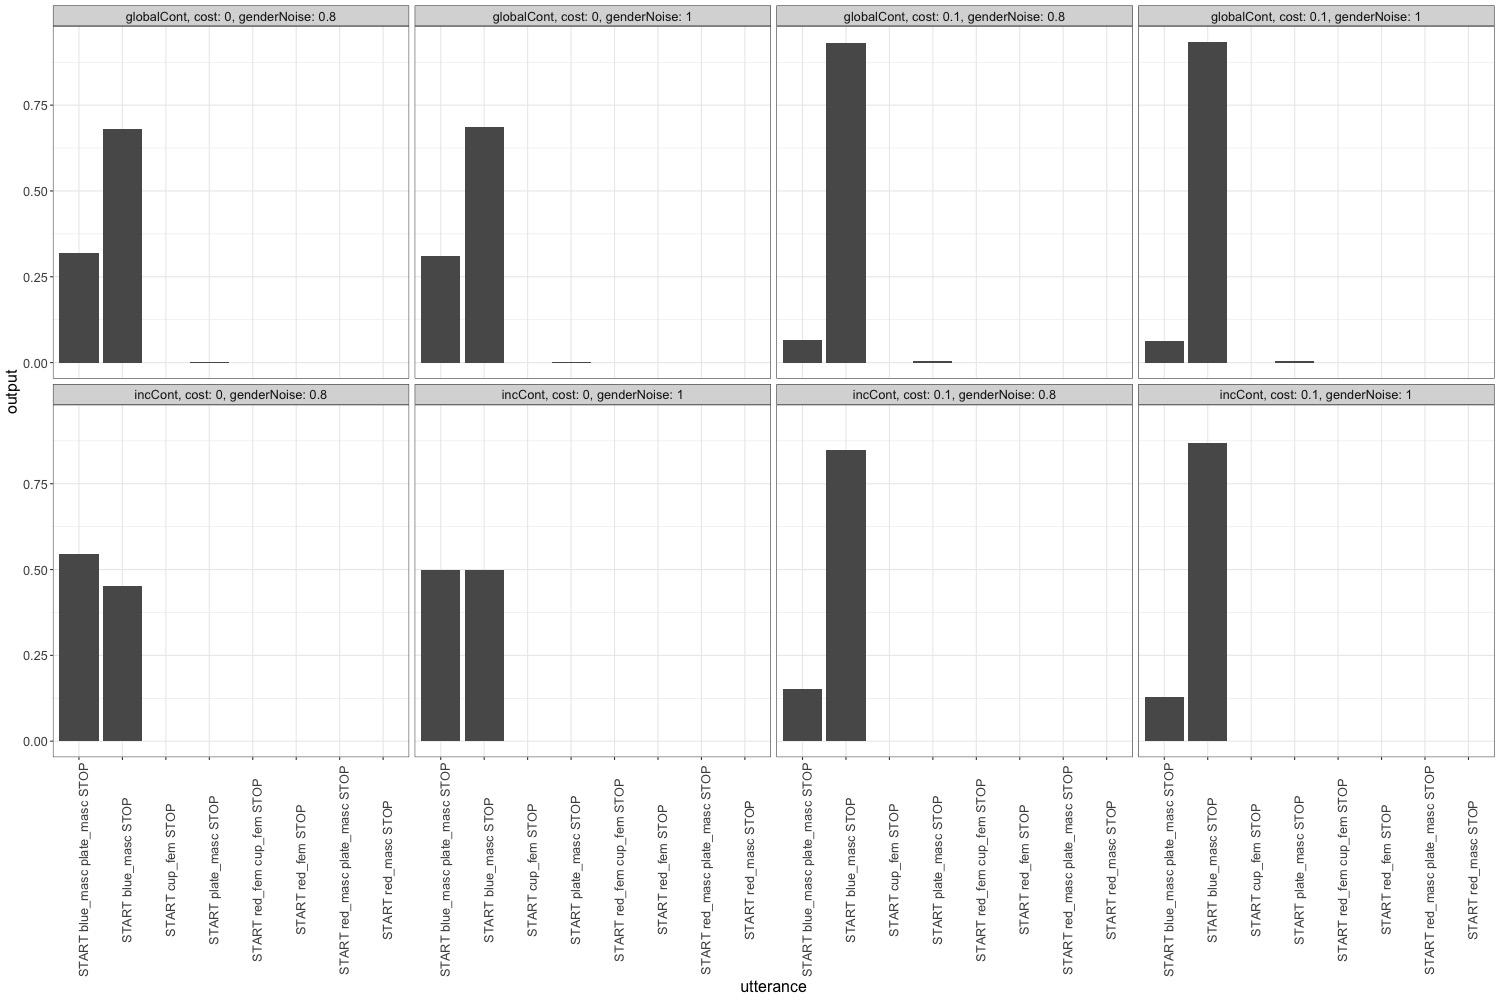 globalCont, cost: 0, genderNoise: 0.8
globalCont, cost: 0, genderNoise: 1
globalCont, cost: 0.1, genderNoise: 0.8
globalCont, cost: 0.1, genderNoise: 1
0.75
0.50
0.25
0.00
output
incCont, cost: 0, genderNoise: 0.8
incCont, cost: 0, genderNoise: 1
incCont, cost: 0.1, genderNoise: 0.8
incCont, cost: 0.1, genderNoise: 1
0.75
0.50
0.25
0.00
START blue_masc plate_masc STOP
START blue_masc STOP
START cup_fem STOP
START plate_masc STOP
START red_fem cup_fem STOP
START red_fem STOP
START red_masc plate_masc STOP
START red_masc STOP
START blue_masc plate_masc STOP
START blue_masc STOP
START cup_fem STOP
START plate_masc STOP
START red_fem cup_fem STOP
START red_fem STOP
START red_masc plate_masc STOP
START red_masc STOP
START blue_masc plate_masc STOP
START blue_masc STOP
START cup_fem STOP
START plate_masc STOP
START red_fem cup_fem STOP
START red_fem STOP
START red_masc plate_masc STOP
START red_masc STOP
START blue_masc plate_masc STOP
START blue_masc STOP
START cup_fem STOP
START plate_masc STOP
START red_fem cup_fem STOP
START red_fem STOP
START red_masc plate_masc STOP
START red_masc STOP
utterance